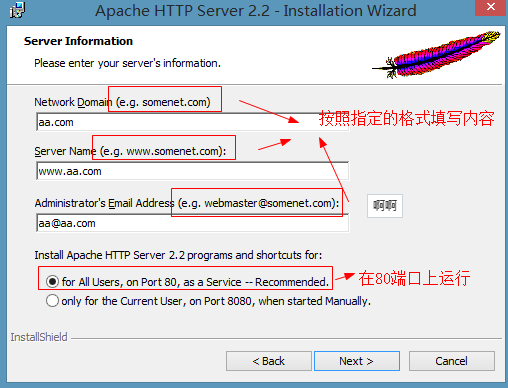 Apache HTTP Server 2.2 - Installation Wizard
Server Information
Please enter your server's information.
Network Domain (e.g. somenet.com)
aa.com
按照指定的格式填写内容
Server Name (e.g. www.somenet.com):
www.aa.com
Administrator's Email Address (e.g. webmaster@somenet.com):
aa@aa.com
啊啊
Install Apache HTTP Server 2.2 programs and shortcuts for:
for All Users, on Port 80, as a Service -- Recommended.
在80端口上运行
only for the Current User, on Port 8080, when started Manually.
InstallShield
< Back
Next >
Cancel